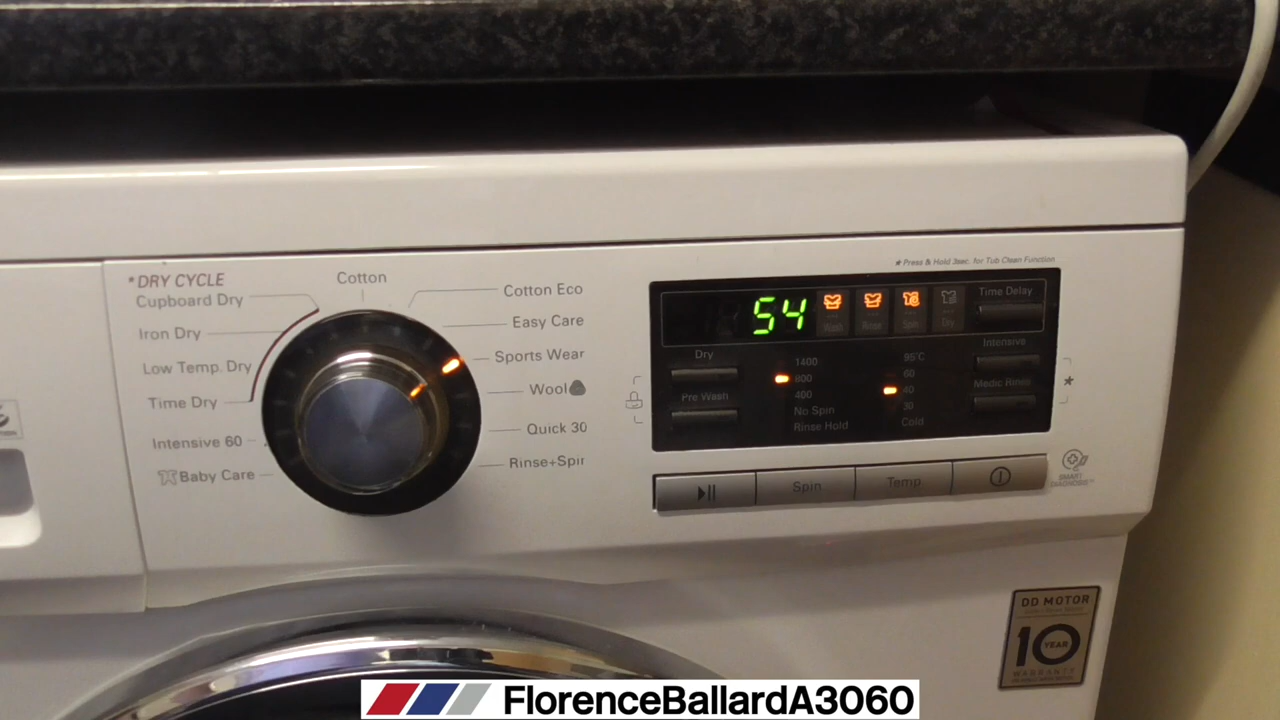 *DRY CYCLE
Cupboard Dry
Iron Dry
Low Temp. Dry
Time Dry
Intensive 60
Baby Care
Cotton
Cotton Eco
Easy Care
Sports Wear
Wool
Quick 30
Rinse+Spin
* Press & Hold 3sec. for Tub Clean Function
54
Wash
Rinse
Spin
Dry
Time Delay
Dry
Pre Wash
1400
800
400
No Spin
Rinse Hold
95°C
60
40
30
Cold
Intensive
Medic Rinse
*
Spin
Temp
SMART
DIAGNOSIS™
DD MOTOR
10 YEAR
WARRANTY
FlorenceBallardA3060